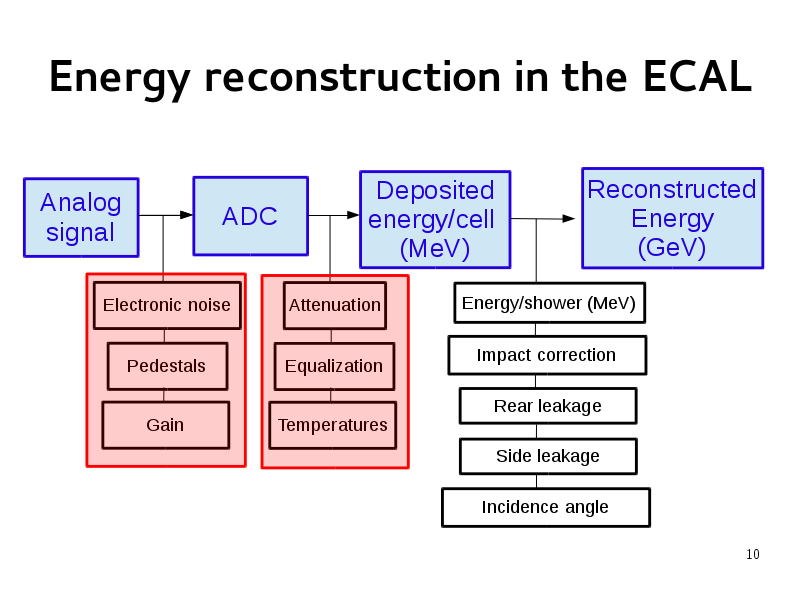 Energy reconstruction in the ECAL
Analog
signal
ADC
Deposited
energy/cell
(MeV)
Reconstructed
Energy
(GeV)
Electronic noise
Pedestals
Gain
Attenuation
Equalization
Temperatures
Energy/shower (MeV)
Impact correction
Rear leakage
Side leakage
Incidence angle
10